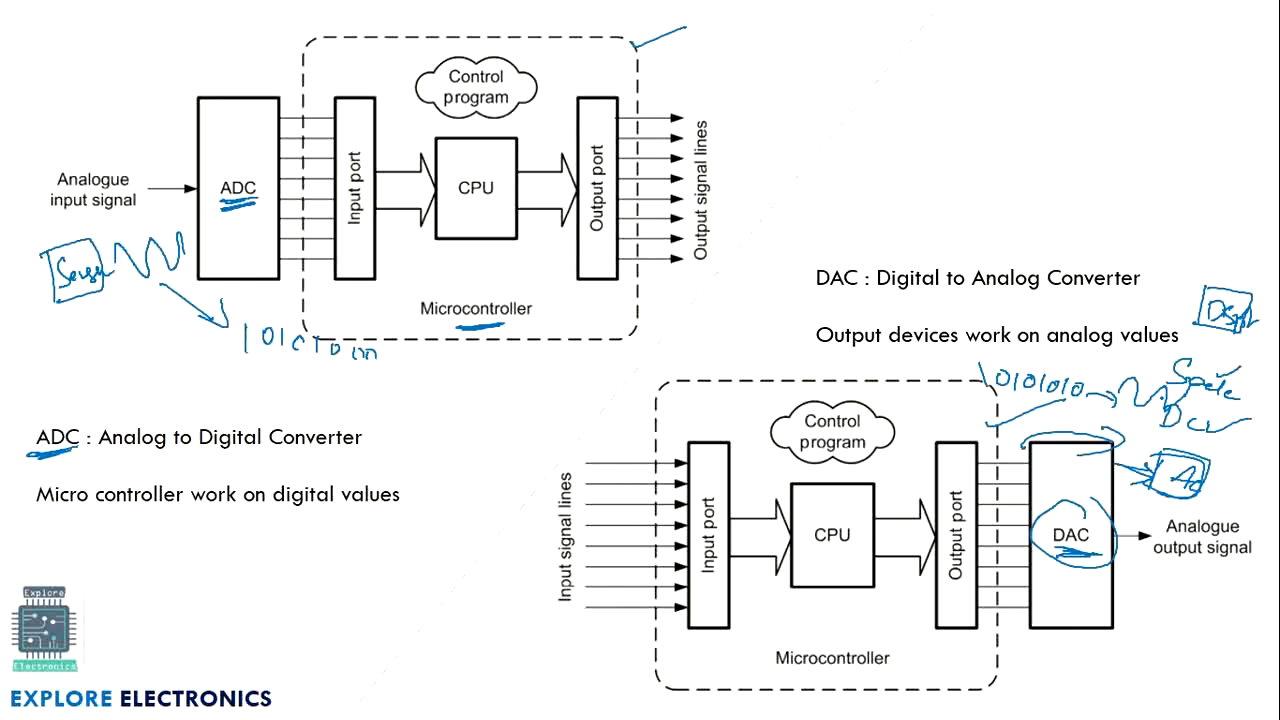 Control
program
Analogue
input signal
ADC
Input port
CPU
Output port
Output signal lines
Microcontroller
DAC : Digital to Analog Converter
Output devices work on analog values
0101010
ADC : Analog to Digital Converter
Micro controller work on digital values
Control
program
Input signal lines
Input port
CPU
Output port
DAC
Analogue
output signal
Microcontroller
Explore
Electronics
EXPLORE ELECTRONICS